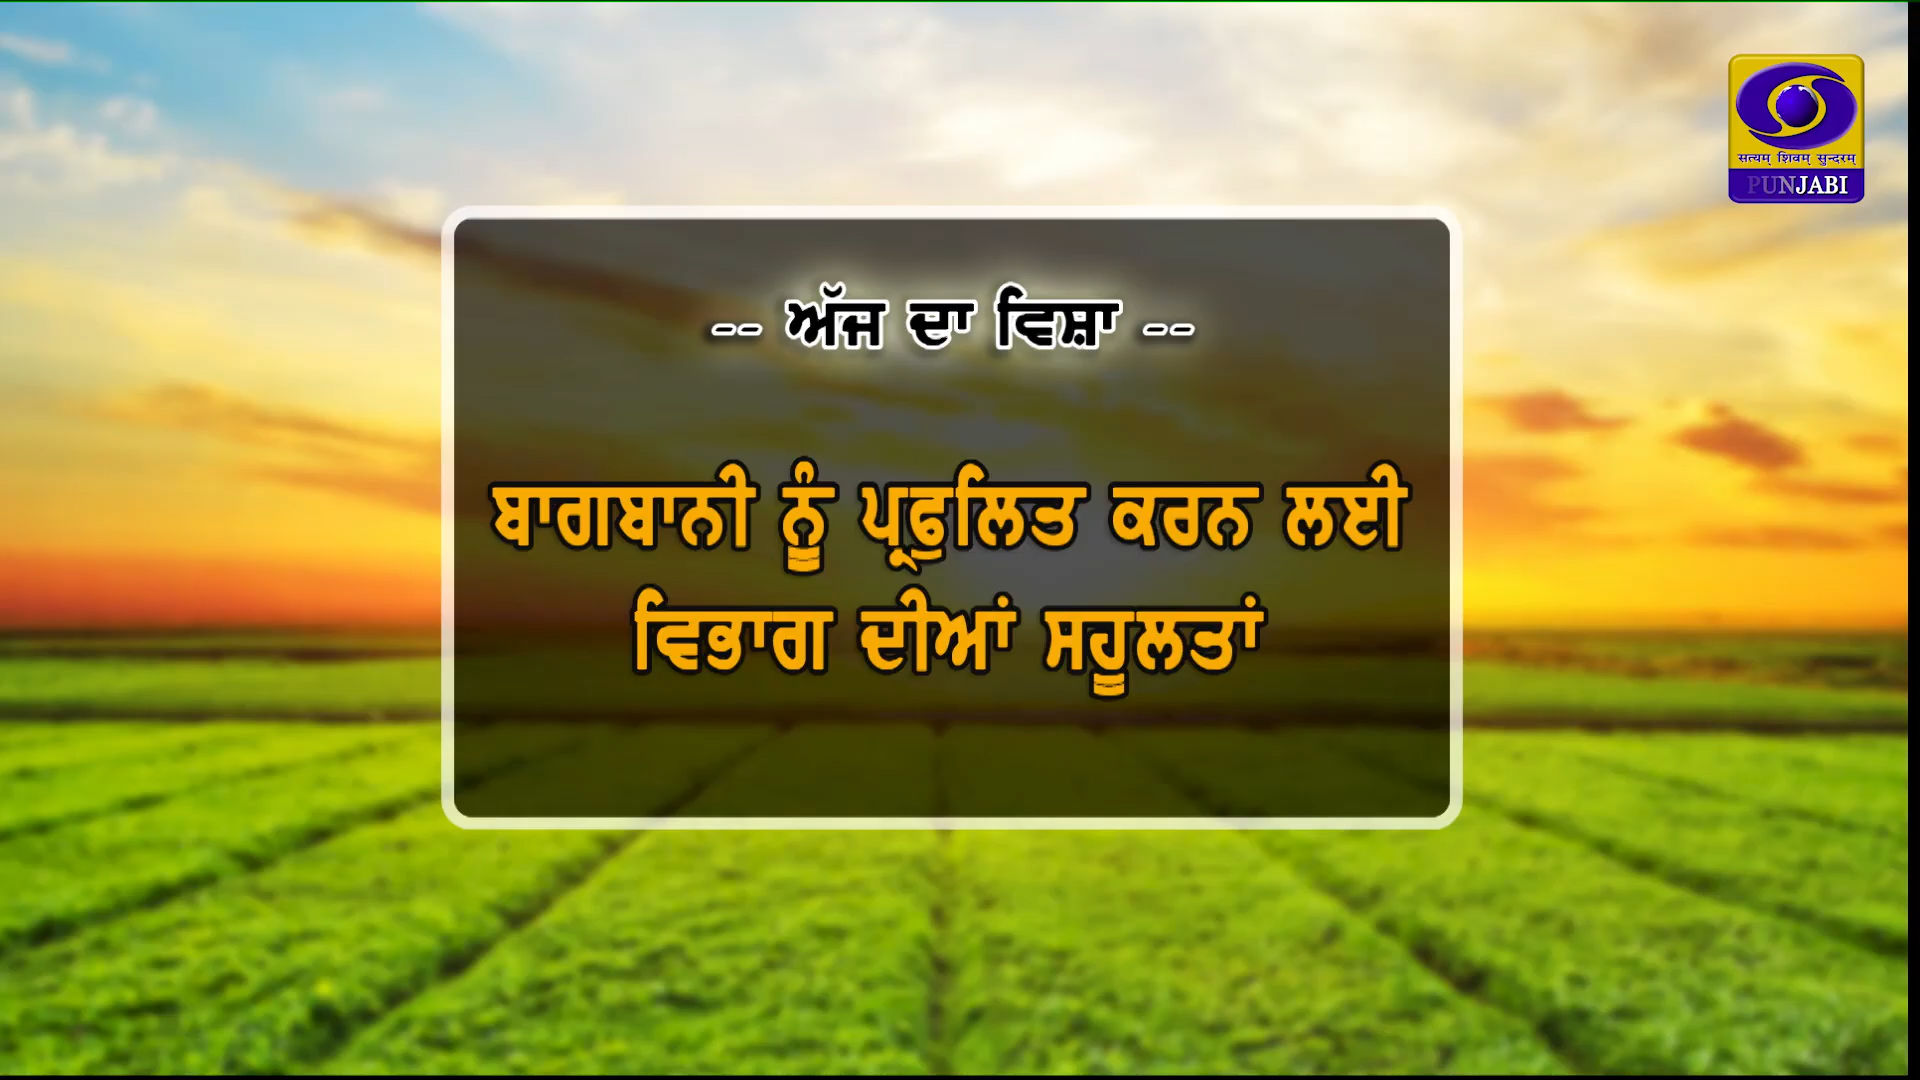 सत्यम् शिवम् सुन्दरम्
PUNJABI
-- ਅੱਜ ਦਾ ਵਿਸ਼ਾ --
ਬਾਗਬਾਨੀ ਨੂੰ ਪ੍ਰਫੁਲਿਤ ਕਰਨ ਲਈ
ਵਿਭਾਗ ਦੀਆਂ ਸਹੂਲਤਾਂ